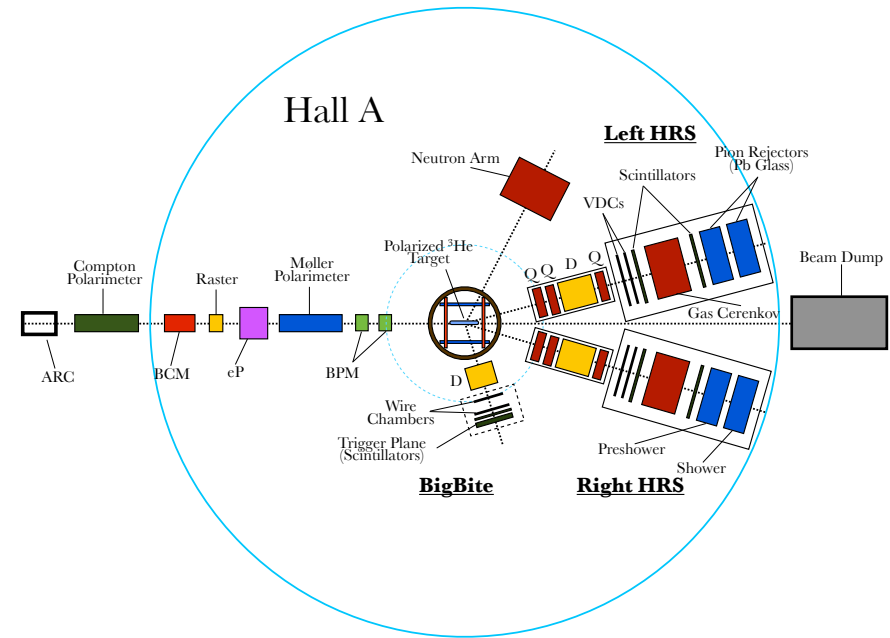 Hall A
Left HRS
Pion Rejectors
(Pb Glass)
Neutron Arm
Scintillators
VDCs
Polarized ³He
Target
Q Q D Q
Beam Dump
Compton
Polarimeter
Raster
Møller
Polarimeter
Gas Cerenkov
ARC
BCM
eP
BPM
D
Wire
Chambers
Trigger Plane
(Scintillators)
Preshower
Shower
BigBite
Right HRS